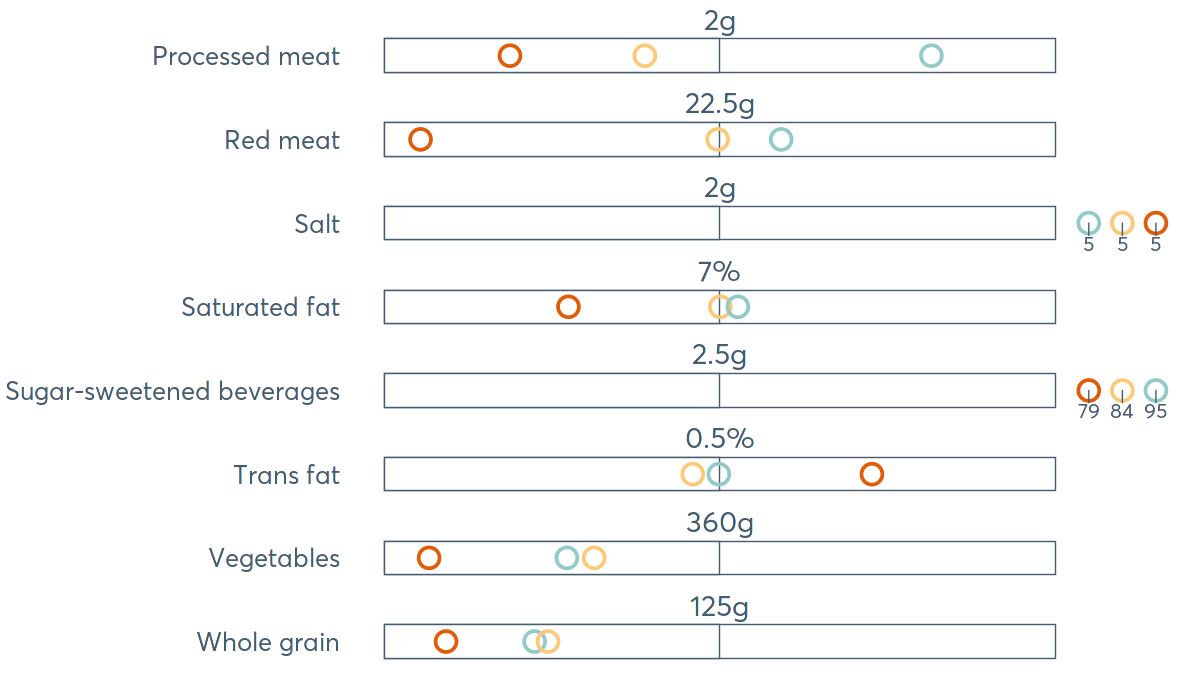 2g
Processed meat
22.5g
Red meat
2g
Salt
5 5 5
7%
Saturated fat
2.5g
Sugar-sweetened beverages
79 84 95
0.5%
Trans fat
360g
Vegetables
125g
Whole grain